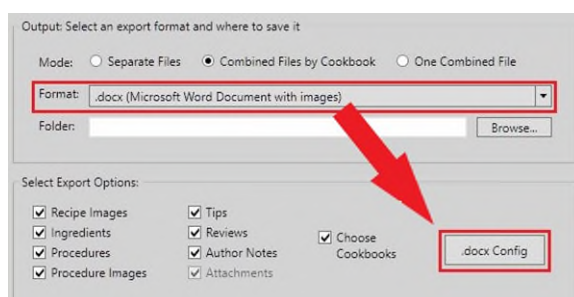 Output: Select an export format and where to save it
Mode: Separate Files Combined Files by Cookbook One Combined File
Format: .docx (Microsoft Word Document with images)
Folder: Browse...
Select Export Options:
Recipe Images Tips
Ingredients Reviews Choose
Procedures Author Notes Cookbooks .docx Config
Procedure Images Attachments